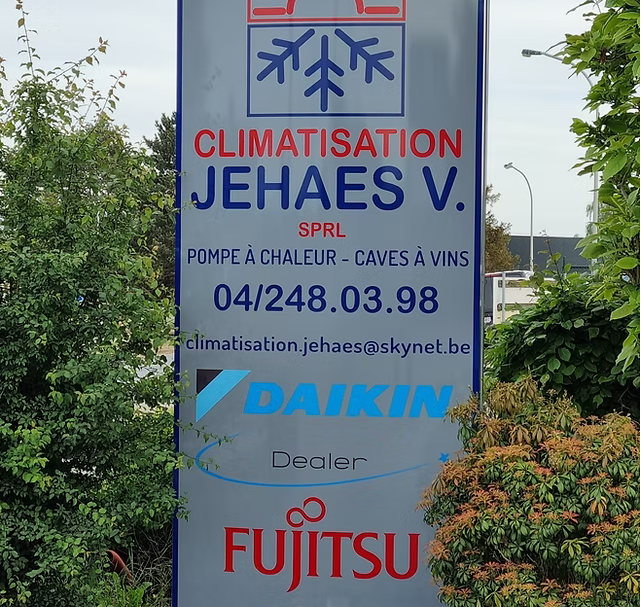 CLIMATISATION
JEHAES V.
SPRL
POMPE À CHALEUR - CAVES À VINS
04/248.03.98
climatisation.jehaes@skynet.be
DAIKIN
Dealer
FUJITSU